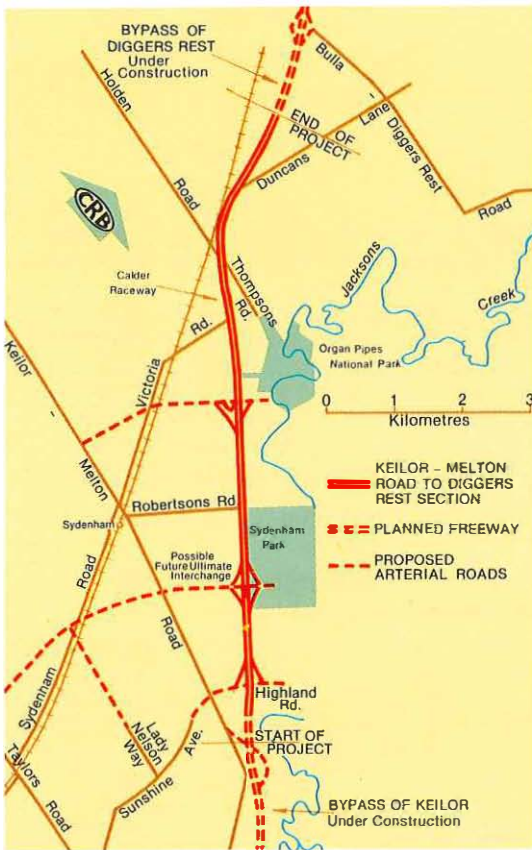 BYPASS OF
DIGGERS REST
Under
Construction
Bulla
-
Diggers Rest
Road
Holden
Road
END OF
PROJECT
Duncans
Lane
CRB
Calder
Raceway
Thompsons
Rd.
Jacksons
Creek
Organ Pipes
National Park
Victoria
Rd.
Keilor
-
Melton
Road
0 1 2 3
Kilometres
KEILOR – MELTON
ROAD TO DIGGERS
REST SECTION
PLANNED FREEWAY
PROPOSED
ARTERIAL ROADS
Robertsons Rd.
Sydenham
Sydenham
Park
Possible
Future Ultimate
Interchange
Sydenham
Road
Highland
Rd.
Lady
Nelson
Way
START OF
PROJECT
Sunshine
Ave.
Taylors
Road
BYPASS OF KEILOR
Under Construction